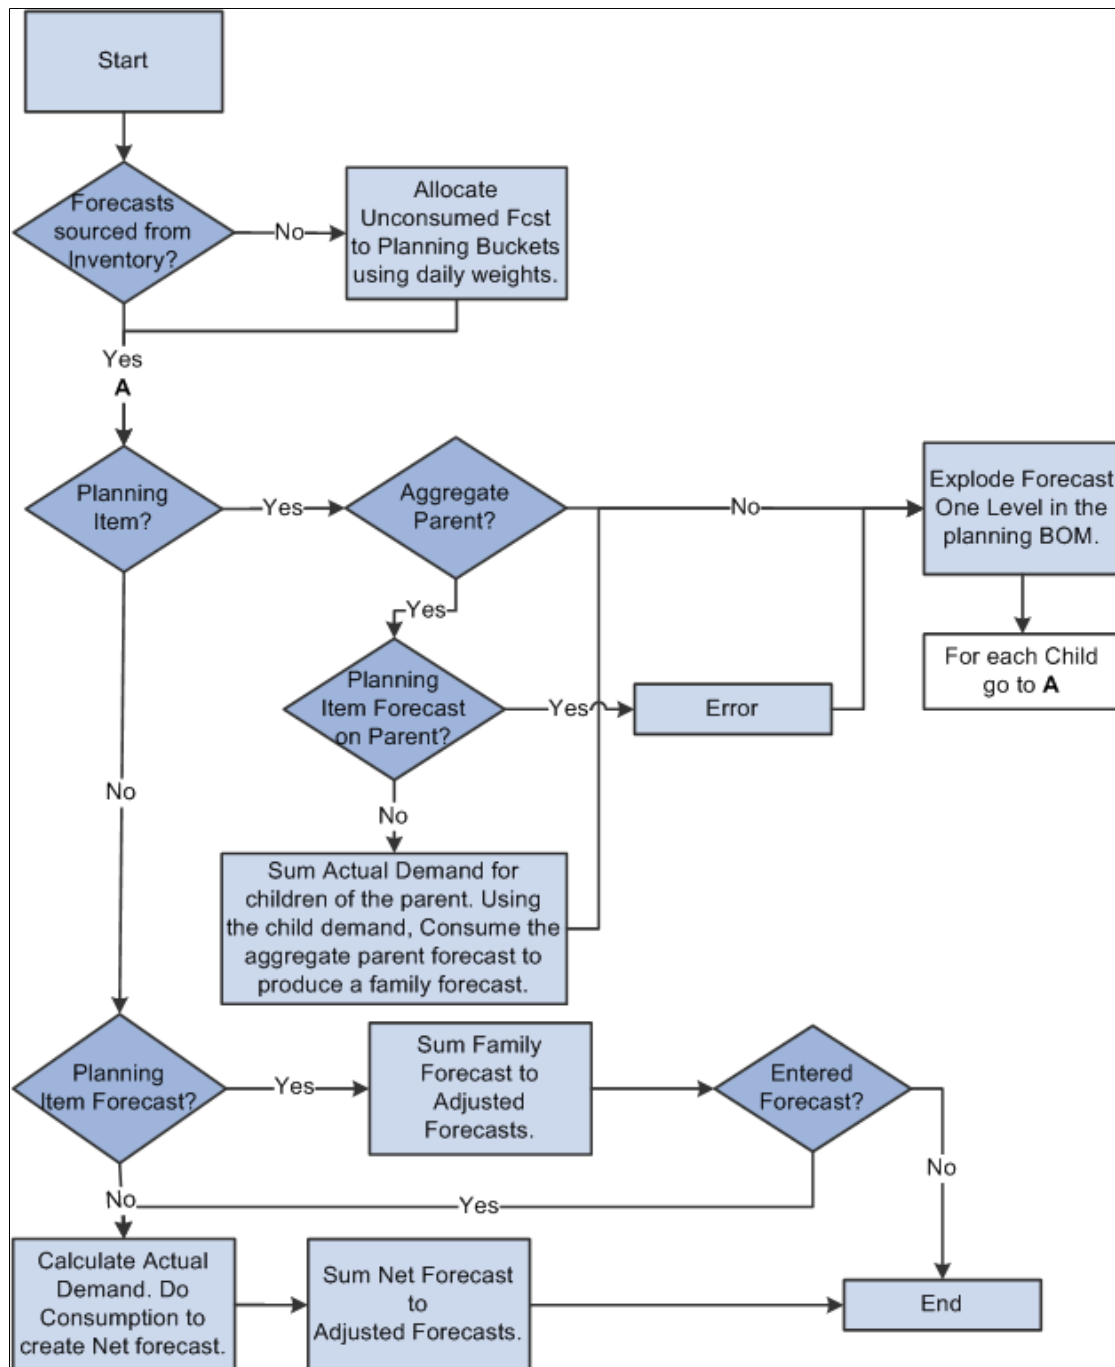 Start
Forecasts
sourced from
Inventory?
No
Allocate
Unconsumed Fcst
to Planning Buckets
using daily weights.
Yes
A
Planning
Item?
Yes
Aggregate
Parent?
No
Explode Forecast
One Level in the
planning BOM.
For each Child
go to A
Yes
Planning
Item Forecast
on Parent?
Yes
Error
No
No
Sum Actual Demand for
children of the parent. Using
the child demand, Consume the
aggregate parent forecast to
produce a family forecast.
Planning
Item Forecast?
Yes
Sum Family
Forecast to
Adjusted
Forecasts.
Entered
Forecast?
No
Yes
No
Calculate Actual
Demand. Do
Consumption to
create Net forecast.
Sum Net Forecast
to
Adjusted Forecasts.
End